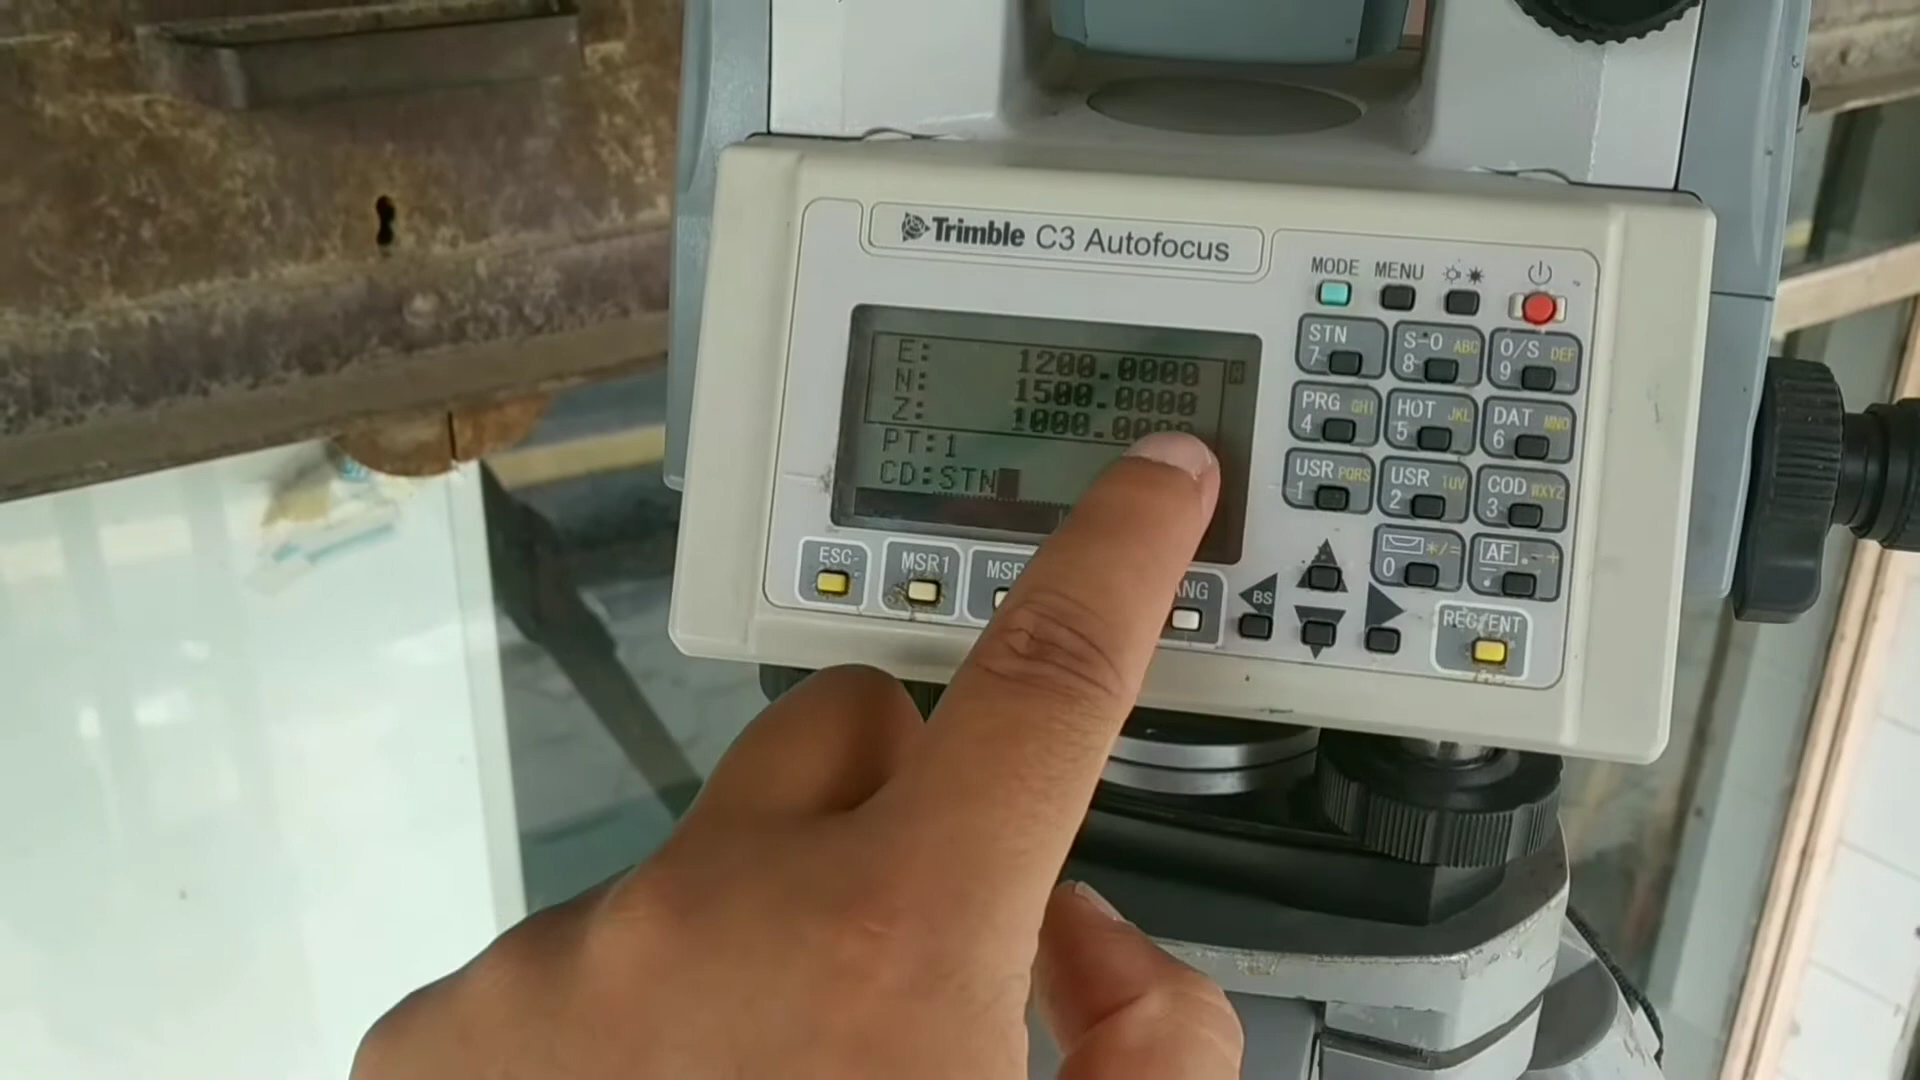 Trimble C3 Autofocus
MODE MENU
E: 1200.0000
N: 1500.0000
Z: 1000.0000
PT:1
CD:STN
STN 7
S-O ABC 8
O/S DEF 9
PRG GHI 4
HOT JKL 5
DAT MNO 6
USR PQRS 1
USR TUV 2
COD WXYZ 3
0 */=
AF .-+
ESC MSR1 MS ANG BS REC/ENT